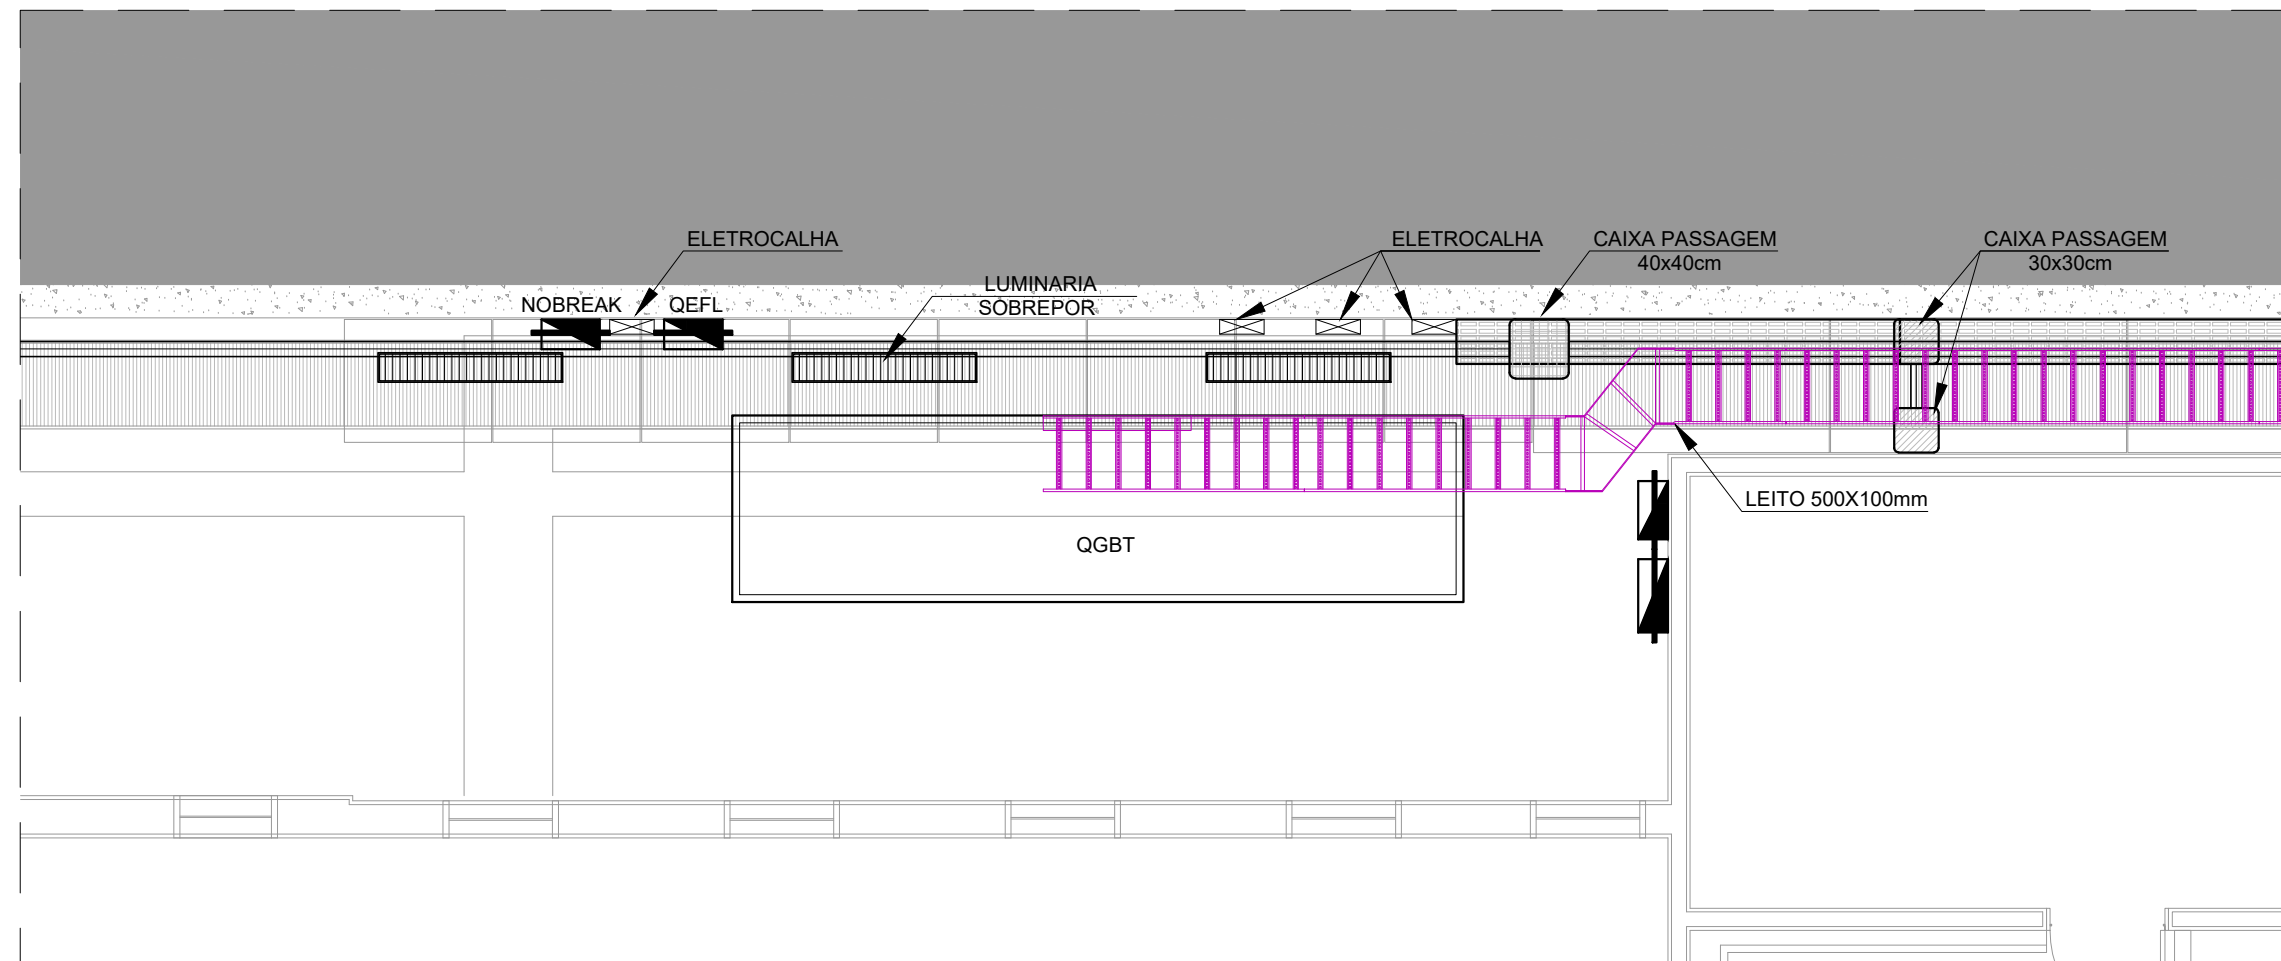 ELETROCALHA
ELETROCALHA
CAIXA PASSAGEM
40x40cm
CAIXA PASSAGEM
30x30cm
LUMINARIA
SOBREPOR
NOBREAK
QEFL
LEITO 500X100mm
QGBT